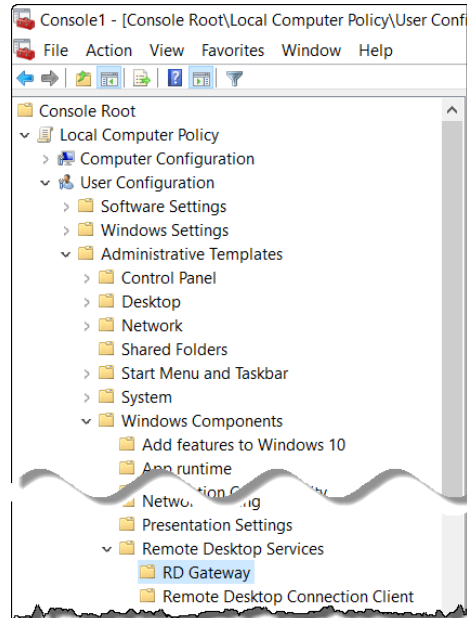 Console1 - [Console Root\Local Computer Policy\User Confi
File Action View Favorites Window Help
Console Root
Local Computer Policy
Computer Configuration
User Configuration
Software Settings
Windows Settings
Administrative Templates
Control Panel
Desktop
Network
Shared Folders
Start Menu and Taskbar
System
Windows Components
Add features to Windows 10
App runtime
Presentation Settings
Remote Desktop Services
RD Gateway
Remote Desktop Connection Client